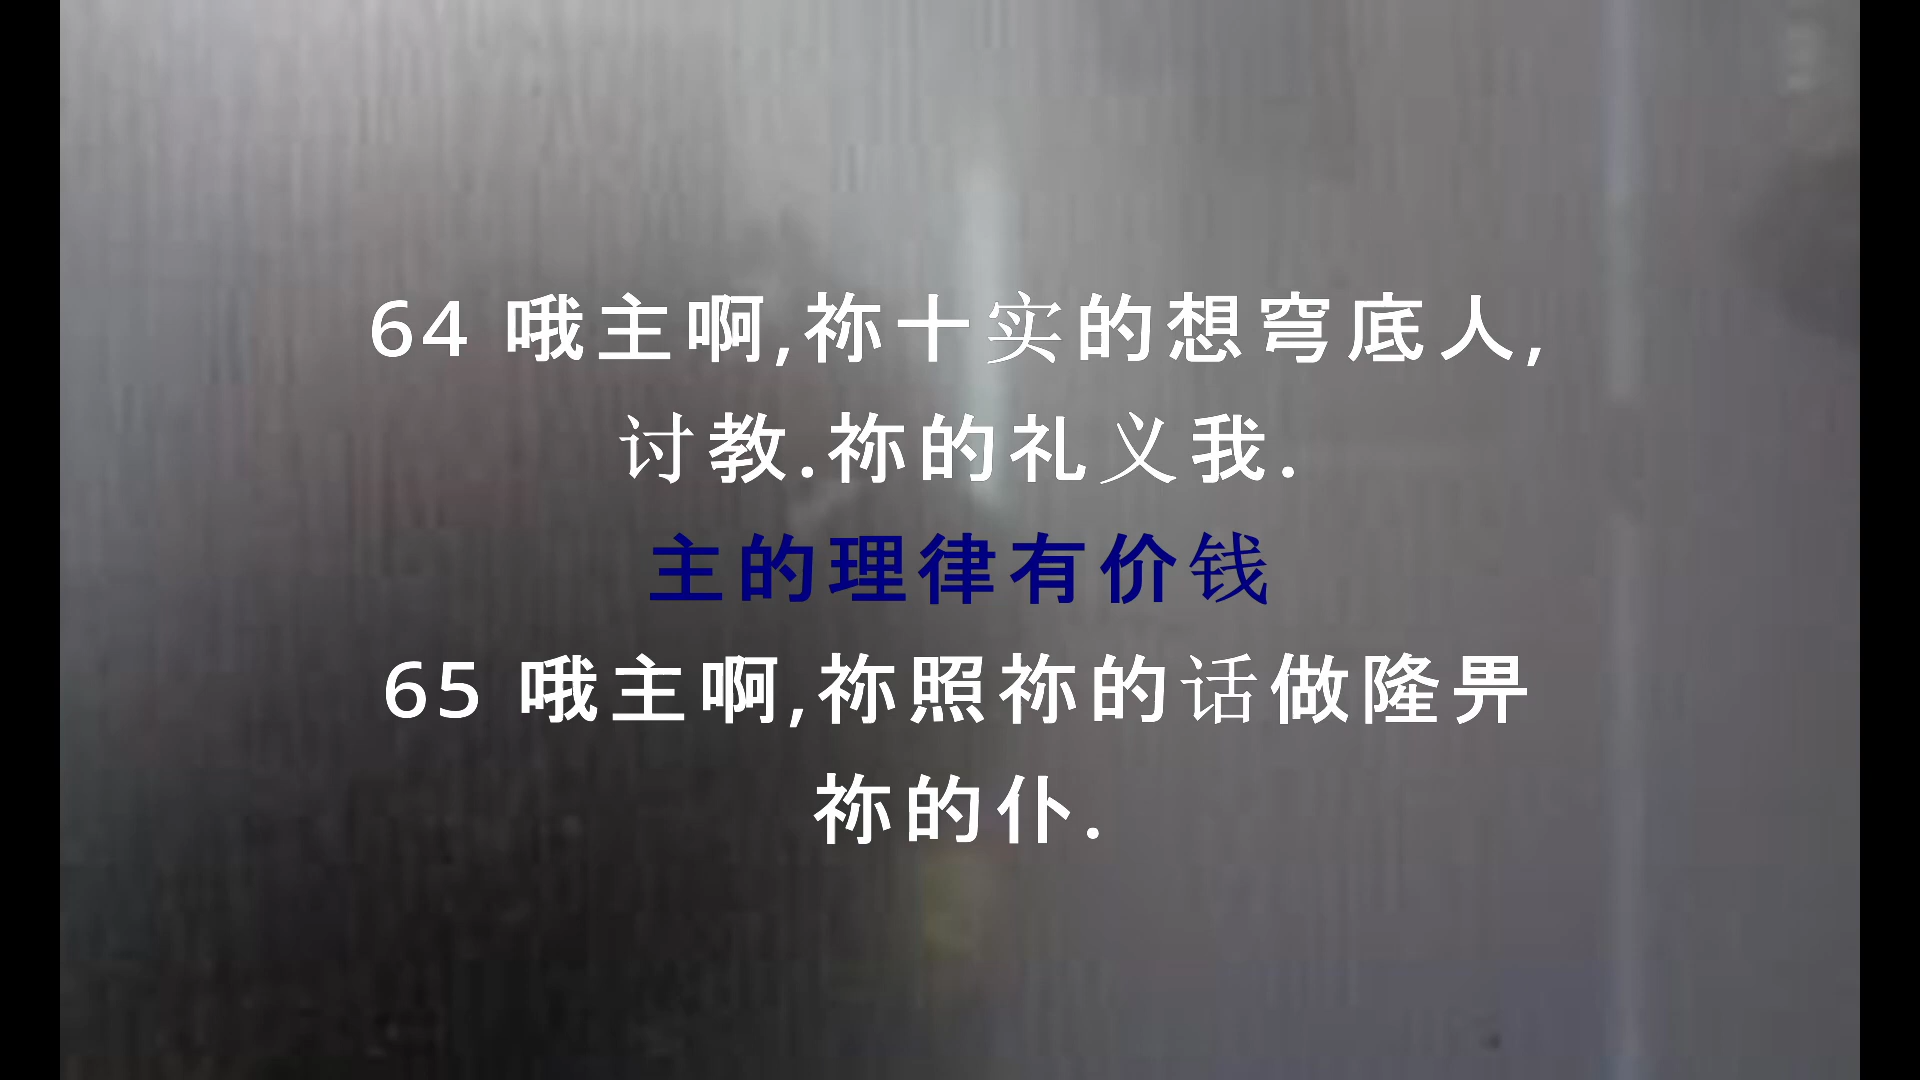 64 哦主啊,祢十实的想穹底人,
讨教.祢的礼义我.
主的理律有价钱
65 哦主啊,祢照祢的话做隆畀
祢的仆.